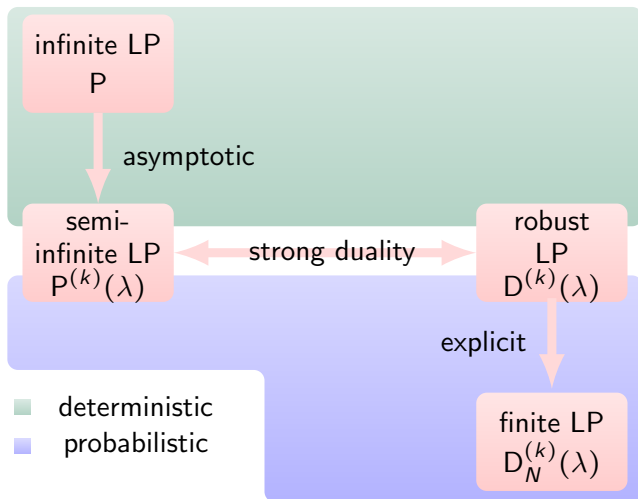 infinite LP
P
asymptotic
semi-
infinite LP
P^(k)(λ)
strong duality
robust
LP
D^(k)(λ)
explicit
finite LP
D_N^(k)(λ)
deterministic
probabilistic